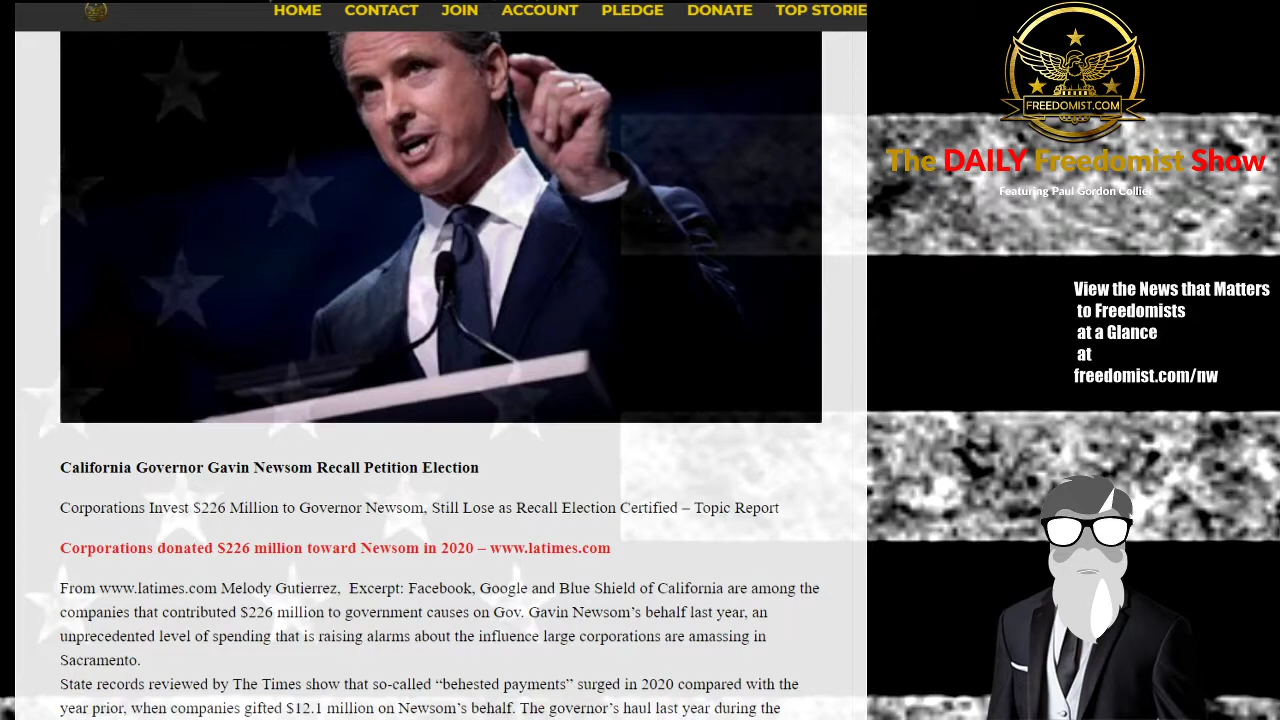 HOME CONTACT JOIN ACCOUNT PLEDGE DONATE TOP STORIE
FREEDOMIST.COM
The DAILY Freedomist Show
Featuring Paul Gordon Collier
View the News that Matters
to Freedomists
at a Glance
at
freedomist.com/nw
California Governor Gavin Newsom Recall Petition Election
Corporations Invest $226 Million to Governor Newsom, Still Lose as Recall Election Certified – Topic Report
Corporations donated $226 million toward Newsom in 2020 – www.latimes.com
From www.latimes.com Melody Gutierrez,  Exerpt: Facebook, Google and Blue Shield of California are among the
companies that contributed $226 million to government causes on Gov. Gavin Newsom’s behalf last year, an
unprecedented level of spending that is raising alarms about the influence large corporations are amassing in
Sacramento.
State records reviewed by The Times show that so-called “behested payments” surged in 2020 compared with the
year prior, when companies gifted $12.1 million on Newsom’s behalf. The governor’s haul last year during the